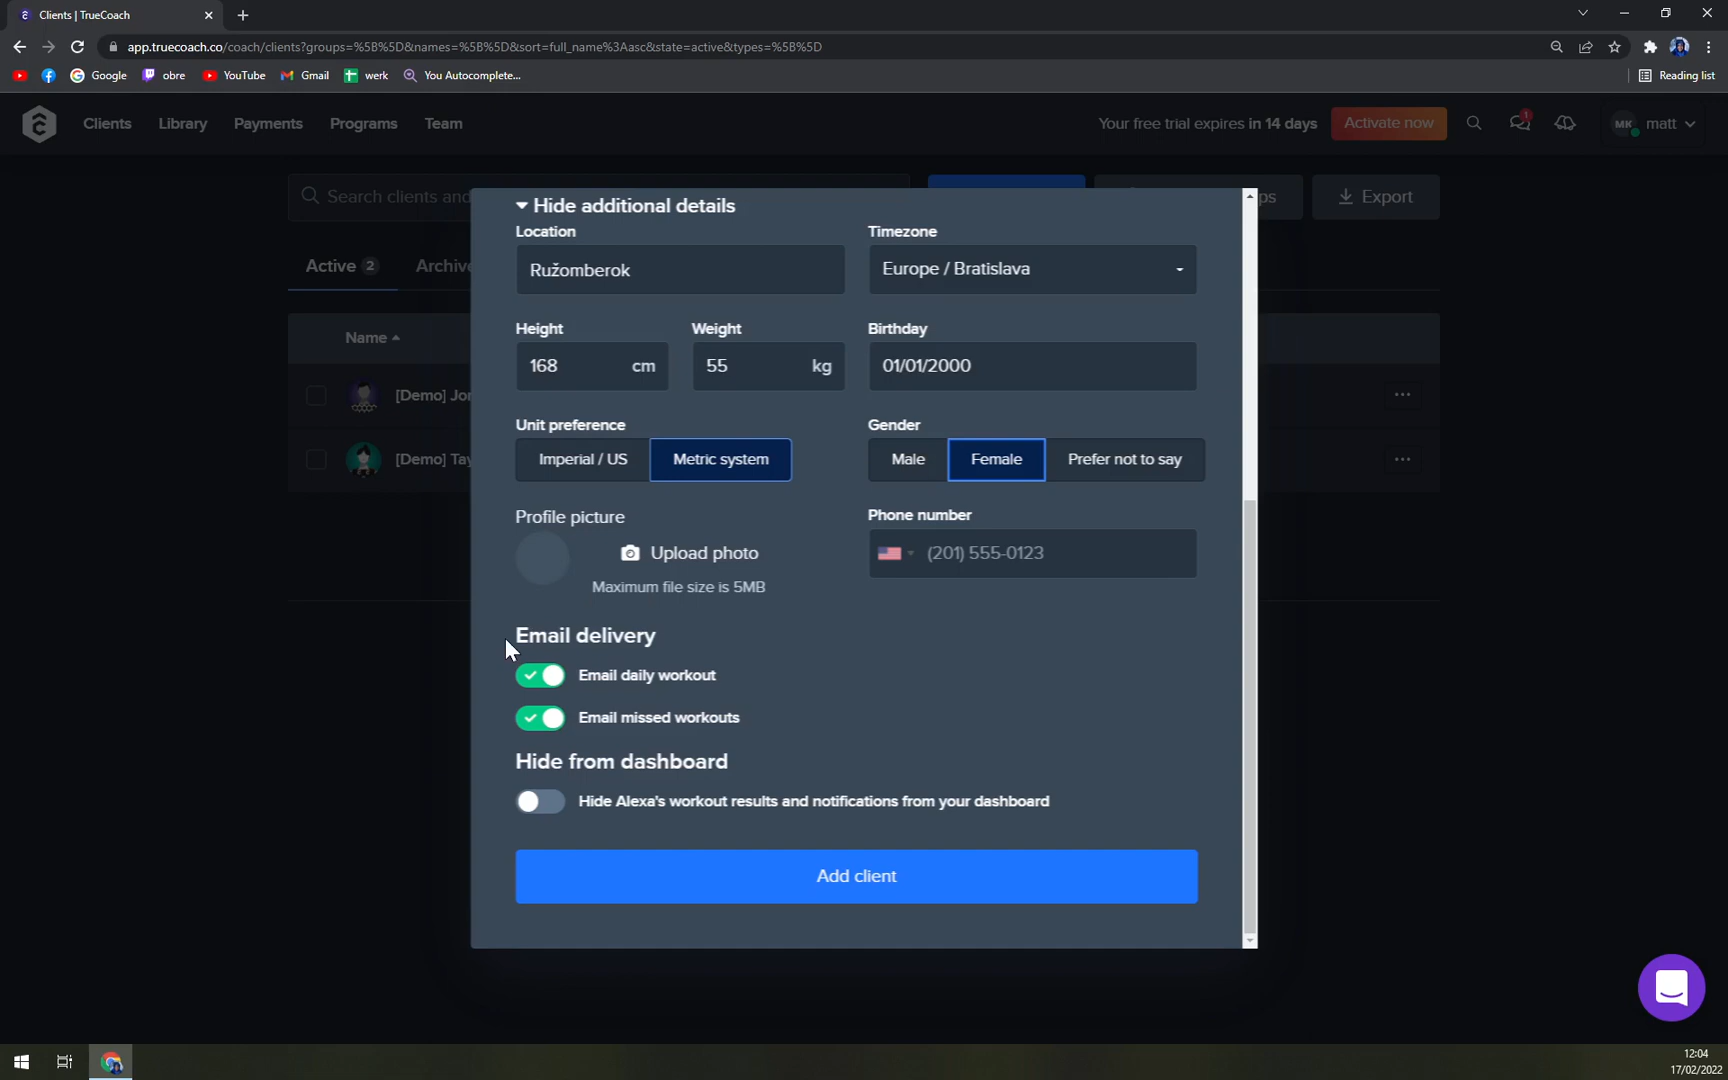 Clients | TrueCoach
app.truecoach.co/coach/clients?groups=%5B%5D&names=%5B%5D&sort=full_name%3Aasc&state=active&types=%5B%5D
Google obre YouTube Gmail werk You Autocomplete... Reading list
Clients Library Payments Programs Team Your free trial expires in 14 days Activate now 1 MK matt
Search clients and ps Export
Hide additional details
Location Timezone
Ružomberok Europe / Bratislava
Active 2 Archive
Height Weight Birthday
Name
168 cm 55 kg 01/01/2000
[Demo] Jor
Unit preference Gender
Imperial / US Metric system Male Female Prefer not to say
[Demo] Tay
Profile picture Phone number
Upload photo (201) 555-0123
Maximum file size is 5MB
Email delivery
Email daily workout
Email missed workouts
Hide from dashboard
Hide Alexa's workout results and notifications from your dashboard
Add client
12:04
17/02/2022